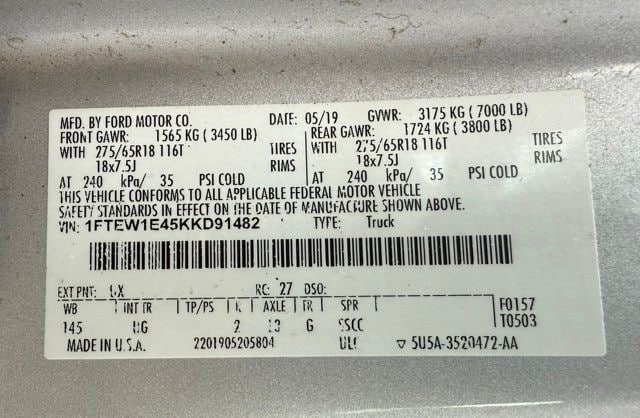 MFD. BY FORD MOTOR CO. DATE: 05/19 GVWR: 3175 KG ( 7000 LB)
FRONT GAWR: 1565 KG ( 3450 LB) REAR GAWR: 1724 KG ( 3800 LB)
WITH 275/65R18 116T TIRES WITH 275/65R18 116T TIRES
18x7.5J RIMS 18x7.5J RIMS
AT 240 kPa/ 35 PSI COLD AT 240 kPa/ 35 PSI COLD
THIS VEHICLE CONFORMS TO ALL APPLICABLE FEDERAL MOTOR VEHICLE
SAFETY STANDARDS IN EFFECT ON THE DATE OF MANUFACTURE SHOWN ABOVE.
VIN: 1FTEW1E45KKD91482 TYPE: Truck
EXT PNT: UX RC: 27 DSO:
WB INT TR TP/PS R AXLE TR SPR F0157
145 UG 2 G SSCC T0503
MADE IN U.S.A. 2201905205804 5U5A-3520472-AA